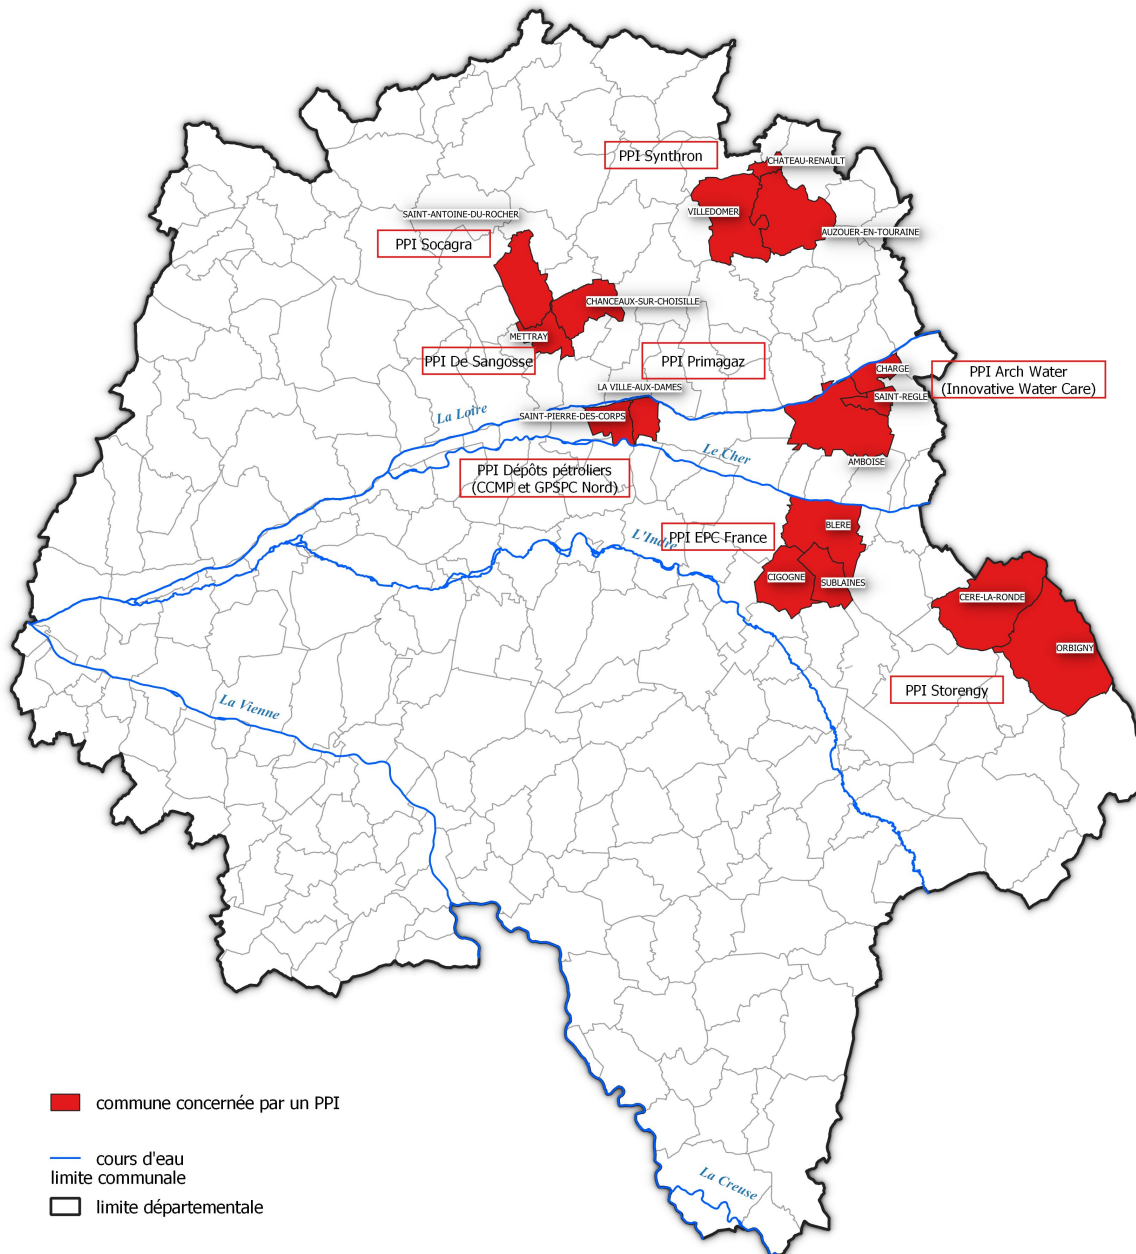 PPI Synthron
CHATEAU-RENAULT
VILLEDOMER
SAINT-ANTOINE-DU-ROCHER
AUZOUER-EN-TOURAINE
PPI Socagra
CHANCEAUX-SUR-CHOISILLE
METTRAY
PPI De Sangosse
PPI Primagaz
CHARGE
PPI Arch Water
(Innovative Water Care)
LA VILLE-AUX-DAMES
SAINT-REGLE
La Loire
SAINT-PIERRE-DES-CORPS
Le Cher
AMBOISE
PPI Dépôts pétroliers
(CCMP et GPSPC Nord)
BLERE
PPI EPC France
L'Indre
CIGOGNE
SUBLAINES
CERE-LA-RONDE
ORBIGNY
PPI Storengy
La Vienne
commune concernée par un PPI
cours d'eau
limite communale
La Creuse
limite départementale